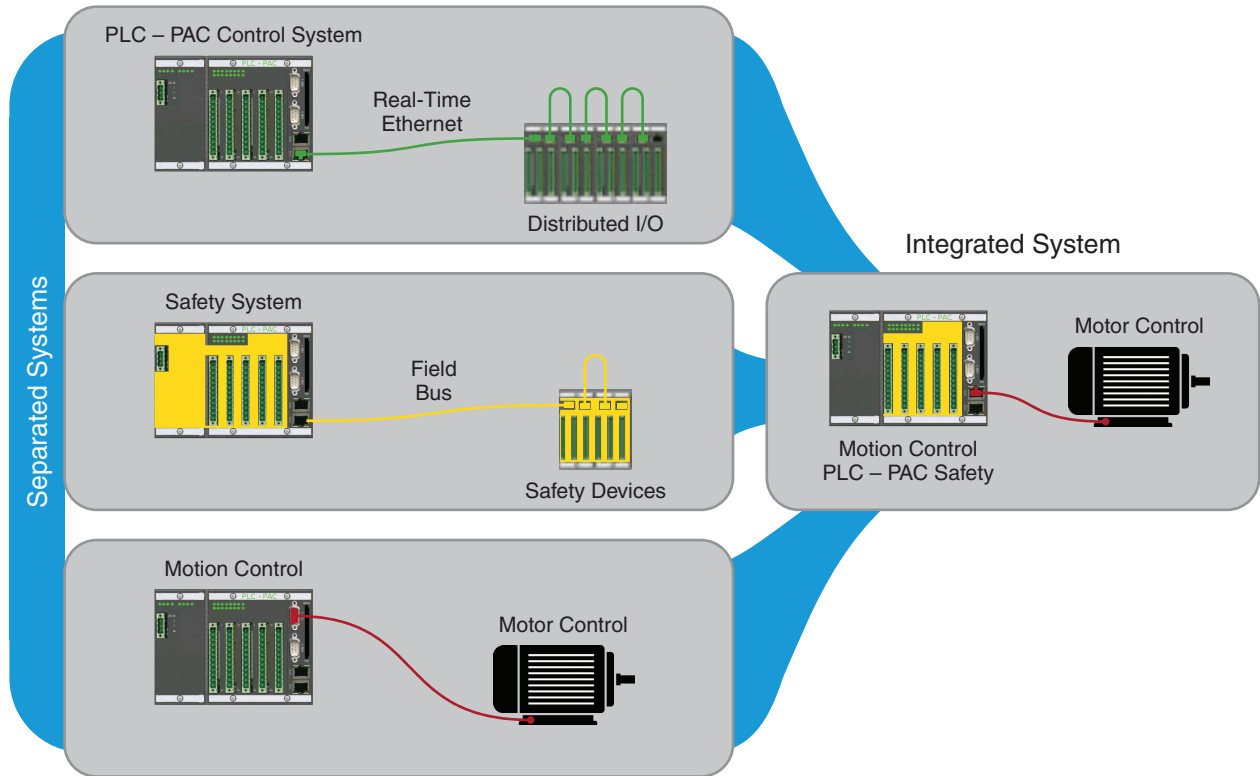 PLC – PAC Control System
PLC - PAC
Real-Time
Ethernet
Distributed I/O
Separated Systems
Safety System
PLC - PAC
Field
Bus
Safety Devices
Motion Control
PLC - PAC
Motor Control
Integrated System
PLC - PAC
Motor Control
Motion Control
PLC – PAC Safety